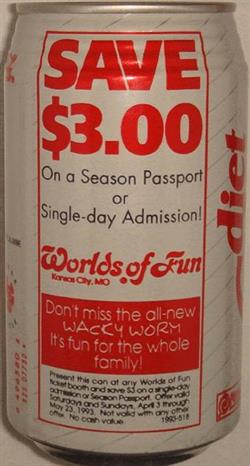 SAVE
$3.00
On a Season Passport
or
Single-day Admission!
Worlds of Fun
Kansas City, MO
Don't miss the all-new
WACKY WORM
It's fun for the whole
family!
Present this can at any Worlds of Fun
ticket booth and save $3 on a single-day
admission or Season Passport. Offer valid
Saturdays and Sundays, April 3 through
May 23, 1993. Not valid with any other
offer. No cash value. 1993-518
diet